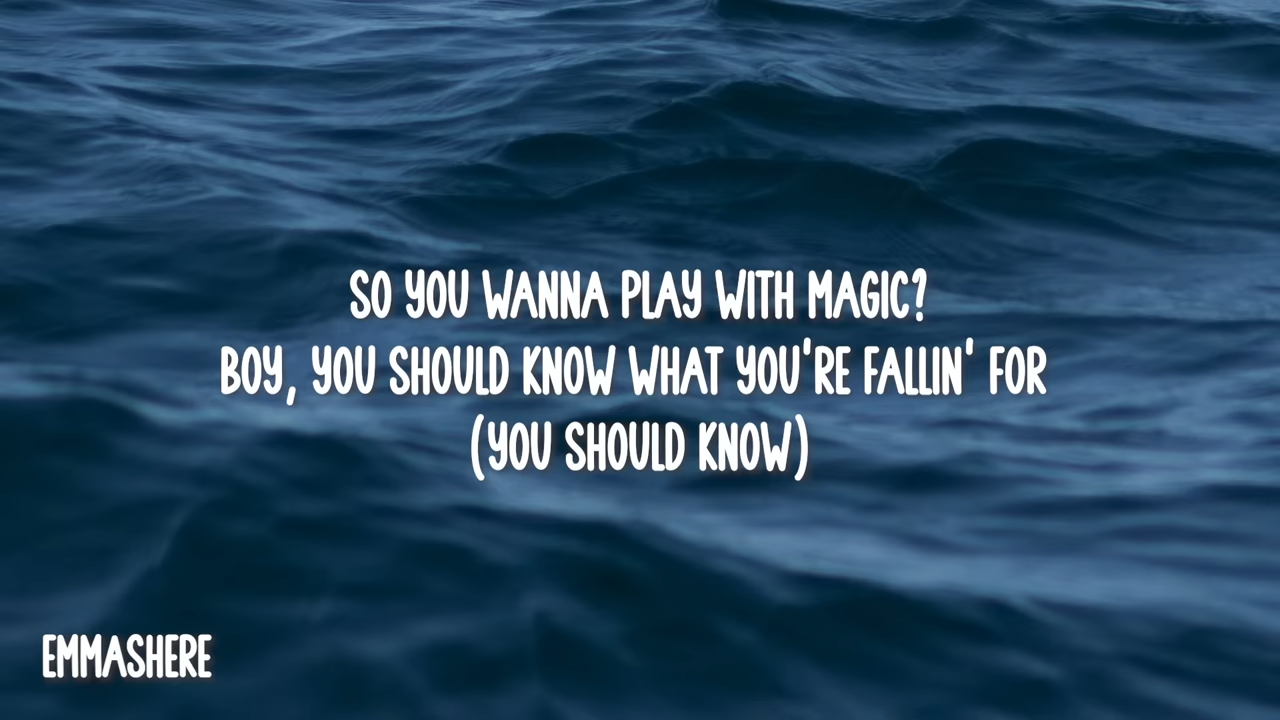 SO YOU WANNA PLAY WITH MAGIC?
BOY, YOU SHOULD KNOW WHAT YOU'RE FALLIN' FOR
(YOU SHOULD KNOW)
EMMASHERE